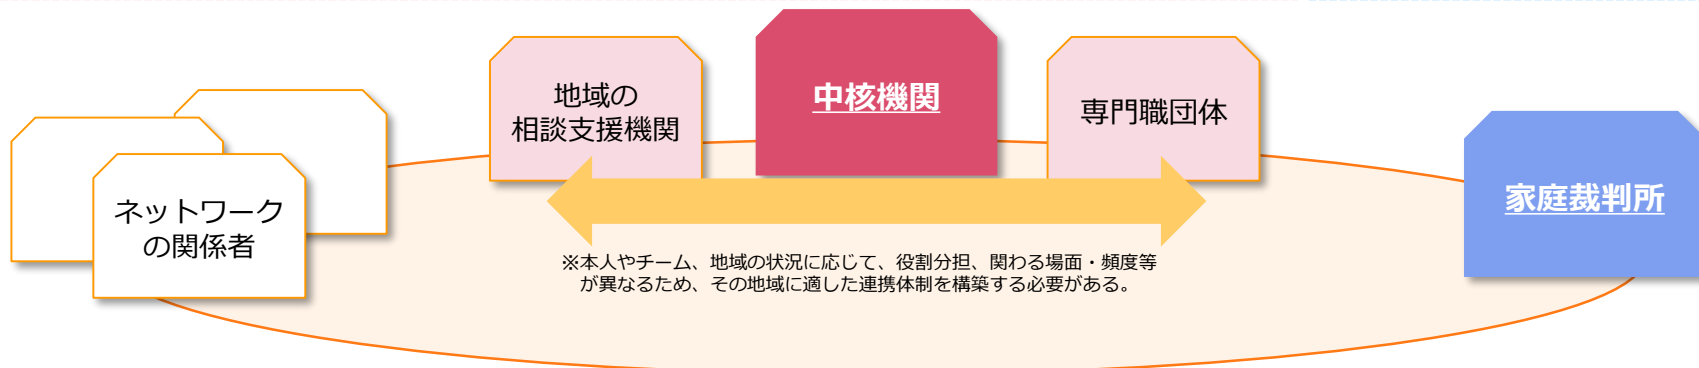 地域の
相談支援機関
中核機関
専門職団体
家庭裁判所
ネットワーク
の関係者
※本人やチーム、地域の状況に応じて、役割分担、関わる場面・頻度等
が異なるため、その地域に適した連携体制を構築する必要がある。